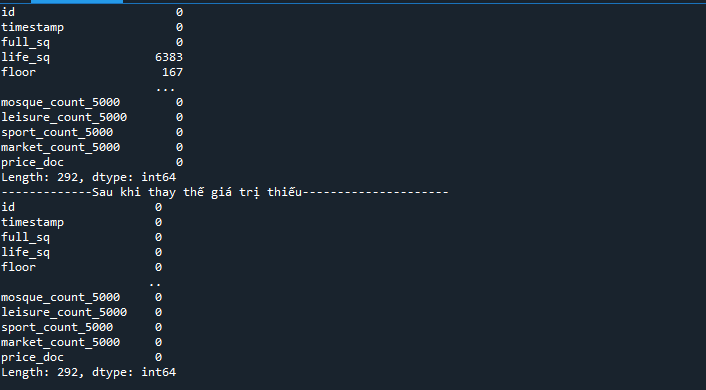 id                       0
timestamp                0
full_sq                  0
life_sq               6383
floor                  167
                      ...
mosque_count_5000        0
leisure_count_5000       0
sport_count_5000         0
market_count_5000        0
price_doc                0
Length: 292, dtype: int64
-------------Sau khi thay thế giá trị thiếu---------------------
id                    0
timestamp             0
full_sq               0
life_sq               0
floor                 0
                     ..
mosque_count_5000     0
leisure_count_5000    0
sport_count_5000      0
market_count_5000     0
price_doc             0
Length: 292, dtype: int64